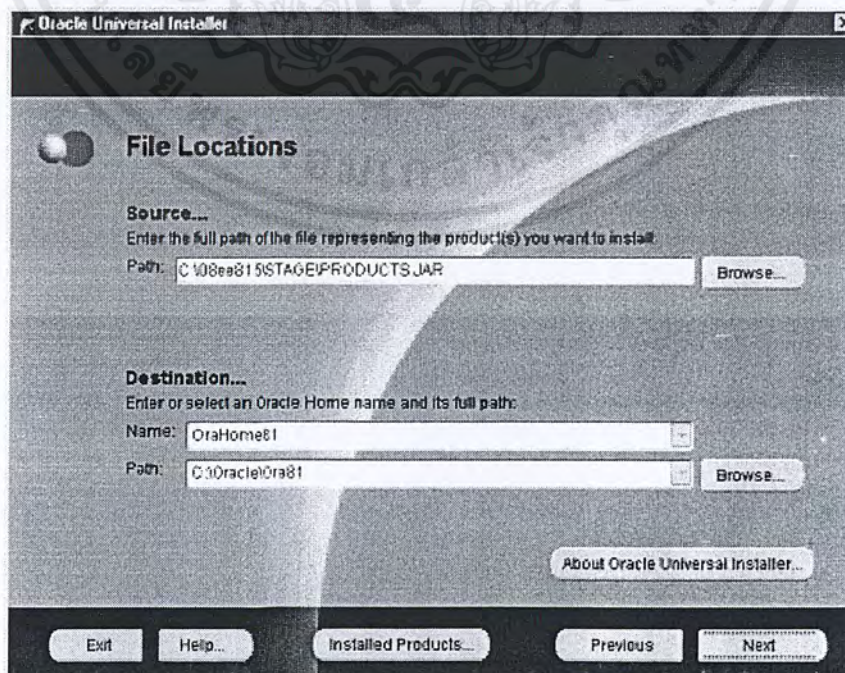 Oracle Universal Installer
File Locations
Source...
Enter the full path of the file representing the product(s) you want to install.
Path: C:\O8ee815\STAGE\PRODUCTS.JAR Browse...
Destination...
Enter or select an Oracle Home name and its full path:
Name: OraHome81
Path: C:\Oracle\Ora81 Browse...
About Oracle Universal Installer...
Exit Help... Installed Products... Previous Next